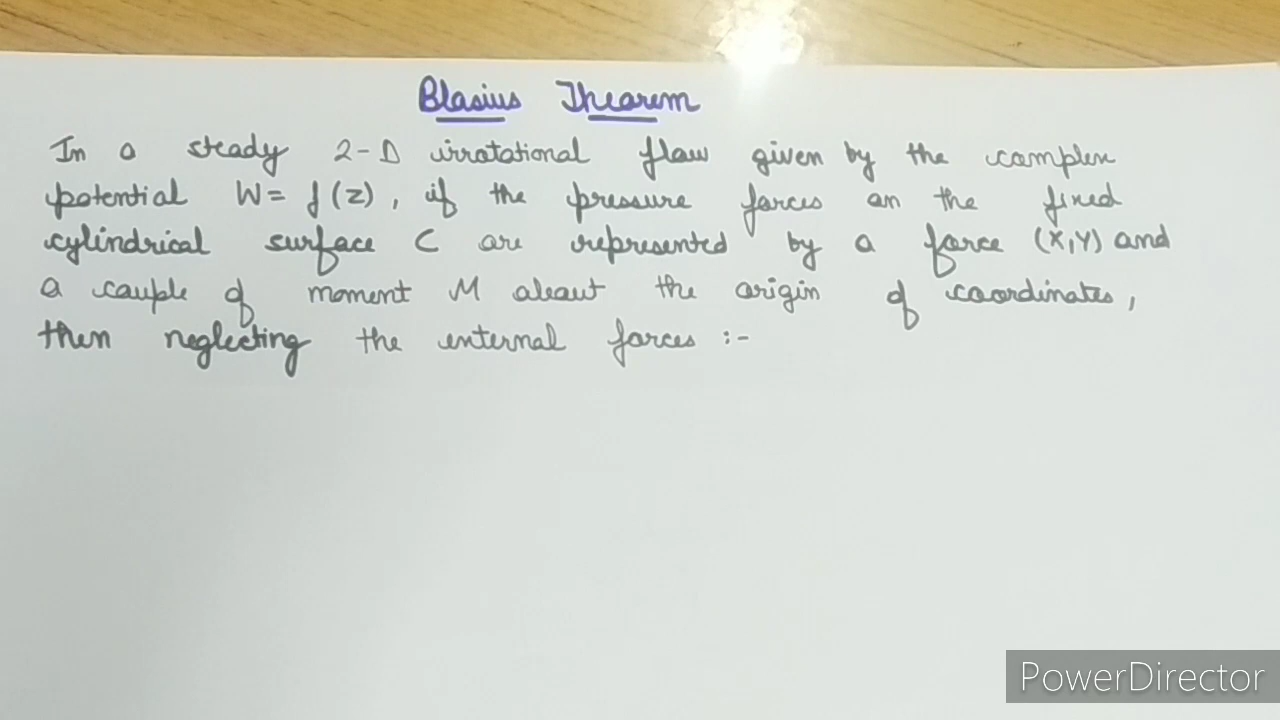 Blasius Theorem
In a steady 2-D irrotational flow given by the complex
potential W = f(z), if the pressure forces on the fixed
cylindrical surface C are represented by a force (X,Y) and
a couple of moment M about the origin of coordinates,
then neglecting the external forces :-
PowerDirector